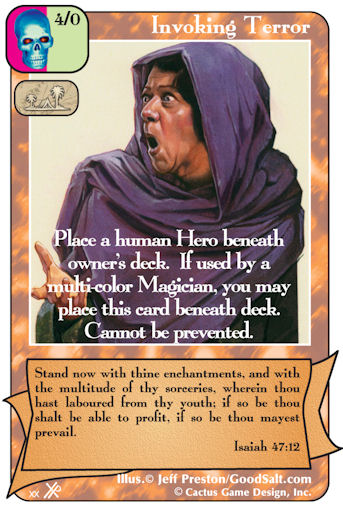 4/0
Invoking Terror
Place a human Hero beneath
owner's deck. If used by a
multi-color Magician, you may
place this card beneath deck.
Cannot be prevented.
Stand now with thine enchantments, and with
the multitude of thy sorceries, wherein thou
hast laboured from thy youth; if so be thou
shalt be able to profit, if so be thou mayest
prevail.
Isaiah 47:12
Illus.© Jeff Preston/GoodSalt.com
XX
© Cactus Game Design, Inc.